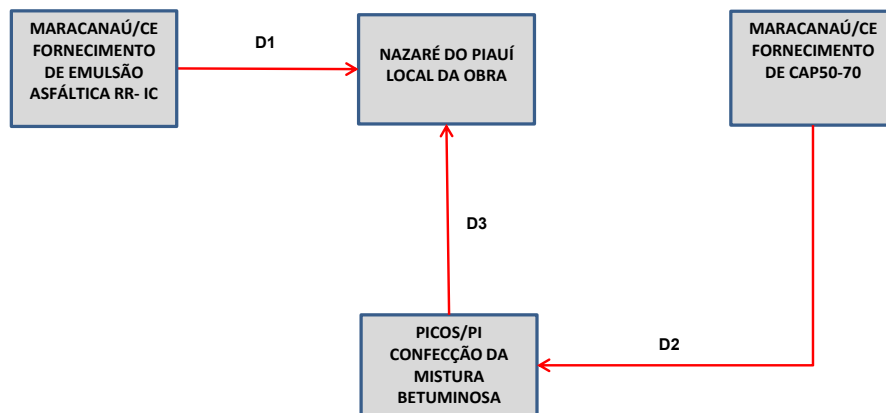 MARACANAÚ/CE
FORNECIMENTO
DE EMULSÃO
ASFÁLTICA RR- IC
D1
NAZARÉ DO PIAUÍ
LOCAL DA OBRA
MARACANAÚ/CE
FORNECIMENTO
DE CAP50-70
D3
PICOS/PI
CONFECÇÃO DA
MISTURA
BETUMINOSA
D2